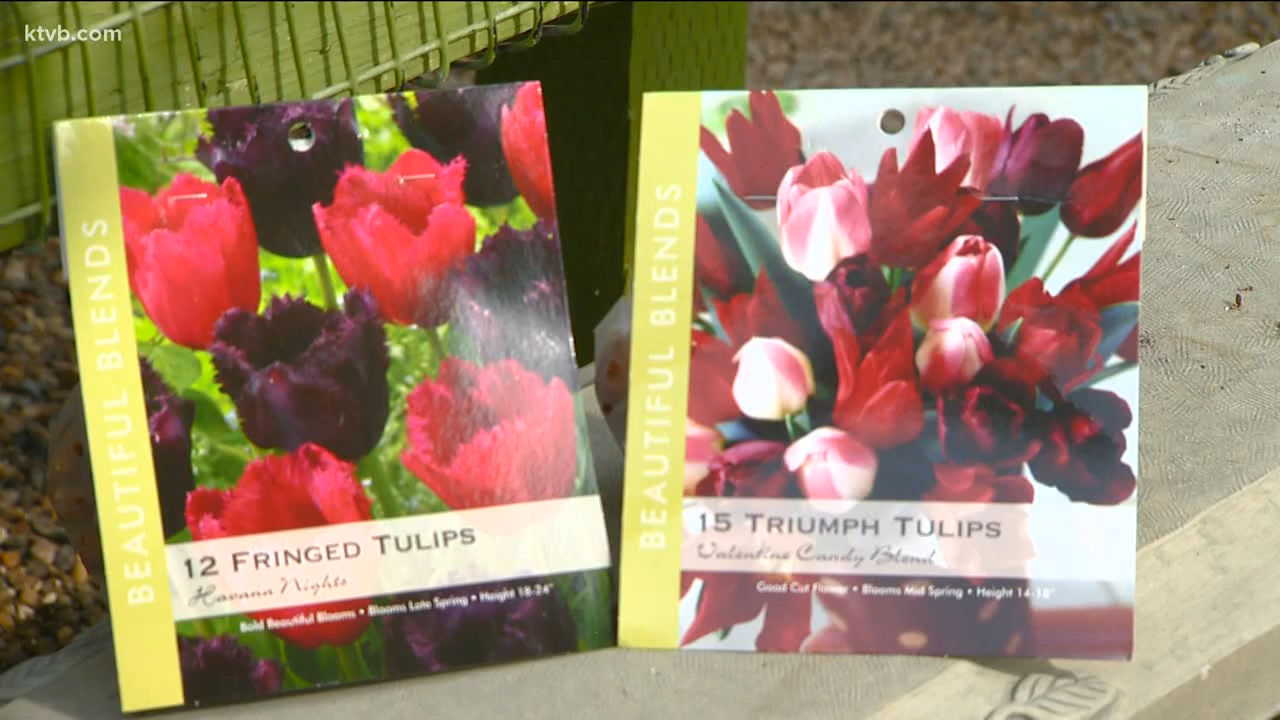 ktvb.com
BEAUTIFUL BLENDS
12 FRINGED TULIPS
Havana Nights
Bold Beautiful Blooms • Blooms Late Spring • Height 18-24"
BEAUTIFUL BLENDS
15 TRIUMPH TULIPS
Valentine Candy Blend
Good Cut Flower • Blooms Mid Spring • Height 14-18"